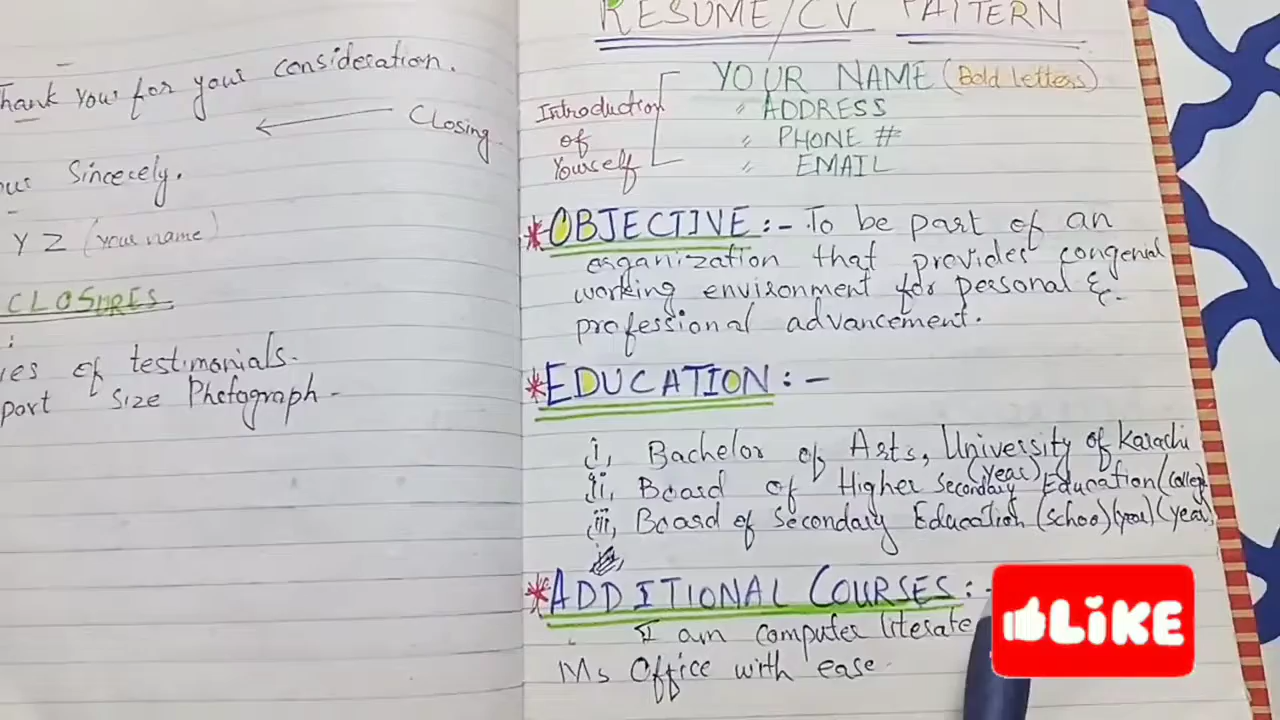 Thank You for your consideration.
Closing
Sincerely.
Y Z (your name)
CLOSURES
ies of testimonials.
port Size Photograph -
RESUME/CV PATTERN
YOUR NAME (Bold letters)
Introduction
of
Yourself
" ADDRESS
" PHONE #
" EMAIL
*OBJECTIVE :- To be part of an
organization that provides congenial
working environment for personal &
professional advancement.
*EDUCATION :-
i, Bachelor of Arts, University of Karachi
(year)
ii, Board of Higher Secondary Education (college
iii, Board of Secondary Education (school) (year) (year)
*ADDITIONAL COURSES :-
I am computer literate
Ms Office with ease.
LiKE